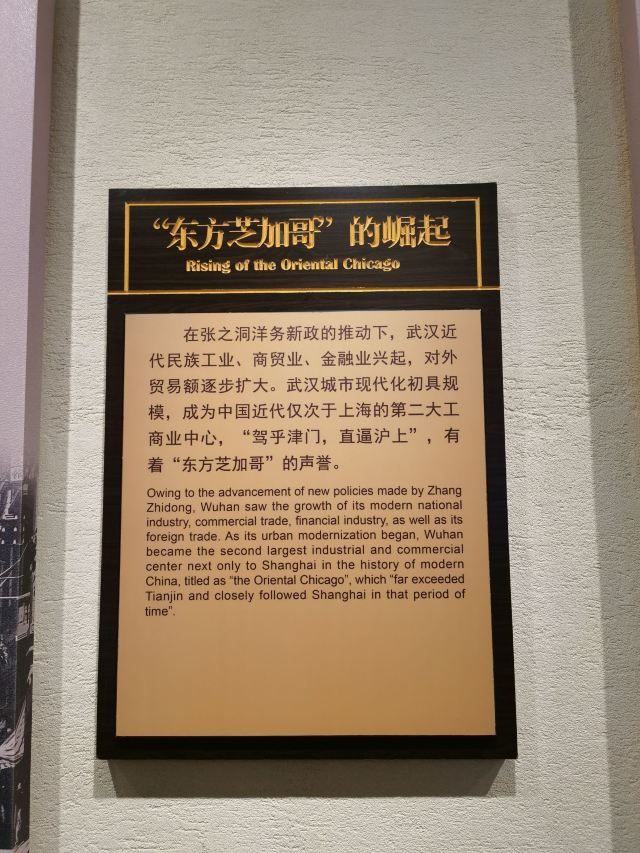 “东方芝加哥”的崛起
Rising of the Oriental Chicago
在张之洞洋务新政的推动下，武汉近
代民族工业、商贸业、金融业兴起，对外
贸易额逐步扩大。武汉城市现代化初具规
模，成为中国近代仅次于上海的第二大工
商业中心，“驾乎津门，直逼沪上”，有
着“东方芝加哥”的声誉。
Owing to the advancement of new policies made by Zhang
Zhidong, Wuhan saw the growth of its modern national
industry, commercial trade, financial industry, as well as its
foreign trade. As its urban modernization began, Wuhan
became the second largest industrial and commercial
center next only to Shanghai in the history of modern
China, titled as “the Oriental Chicago”, which “far exceeded
Tianjin and closely followed Shanghai in that period of
time”.